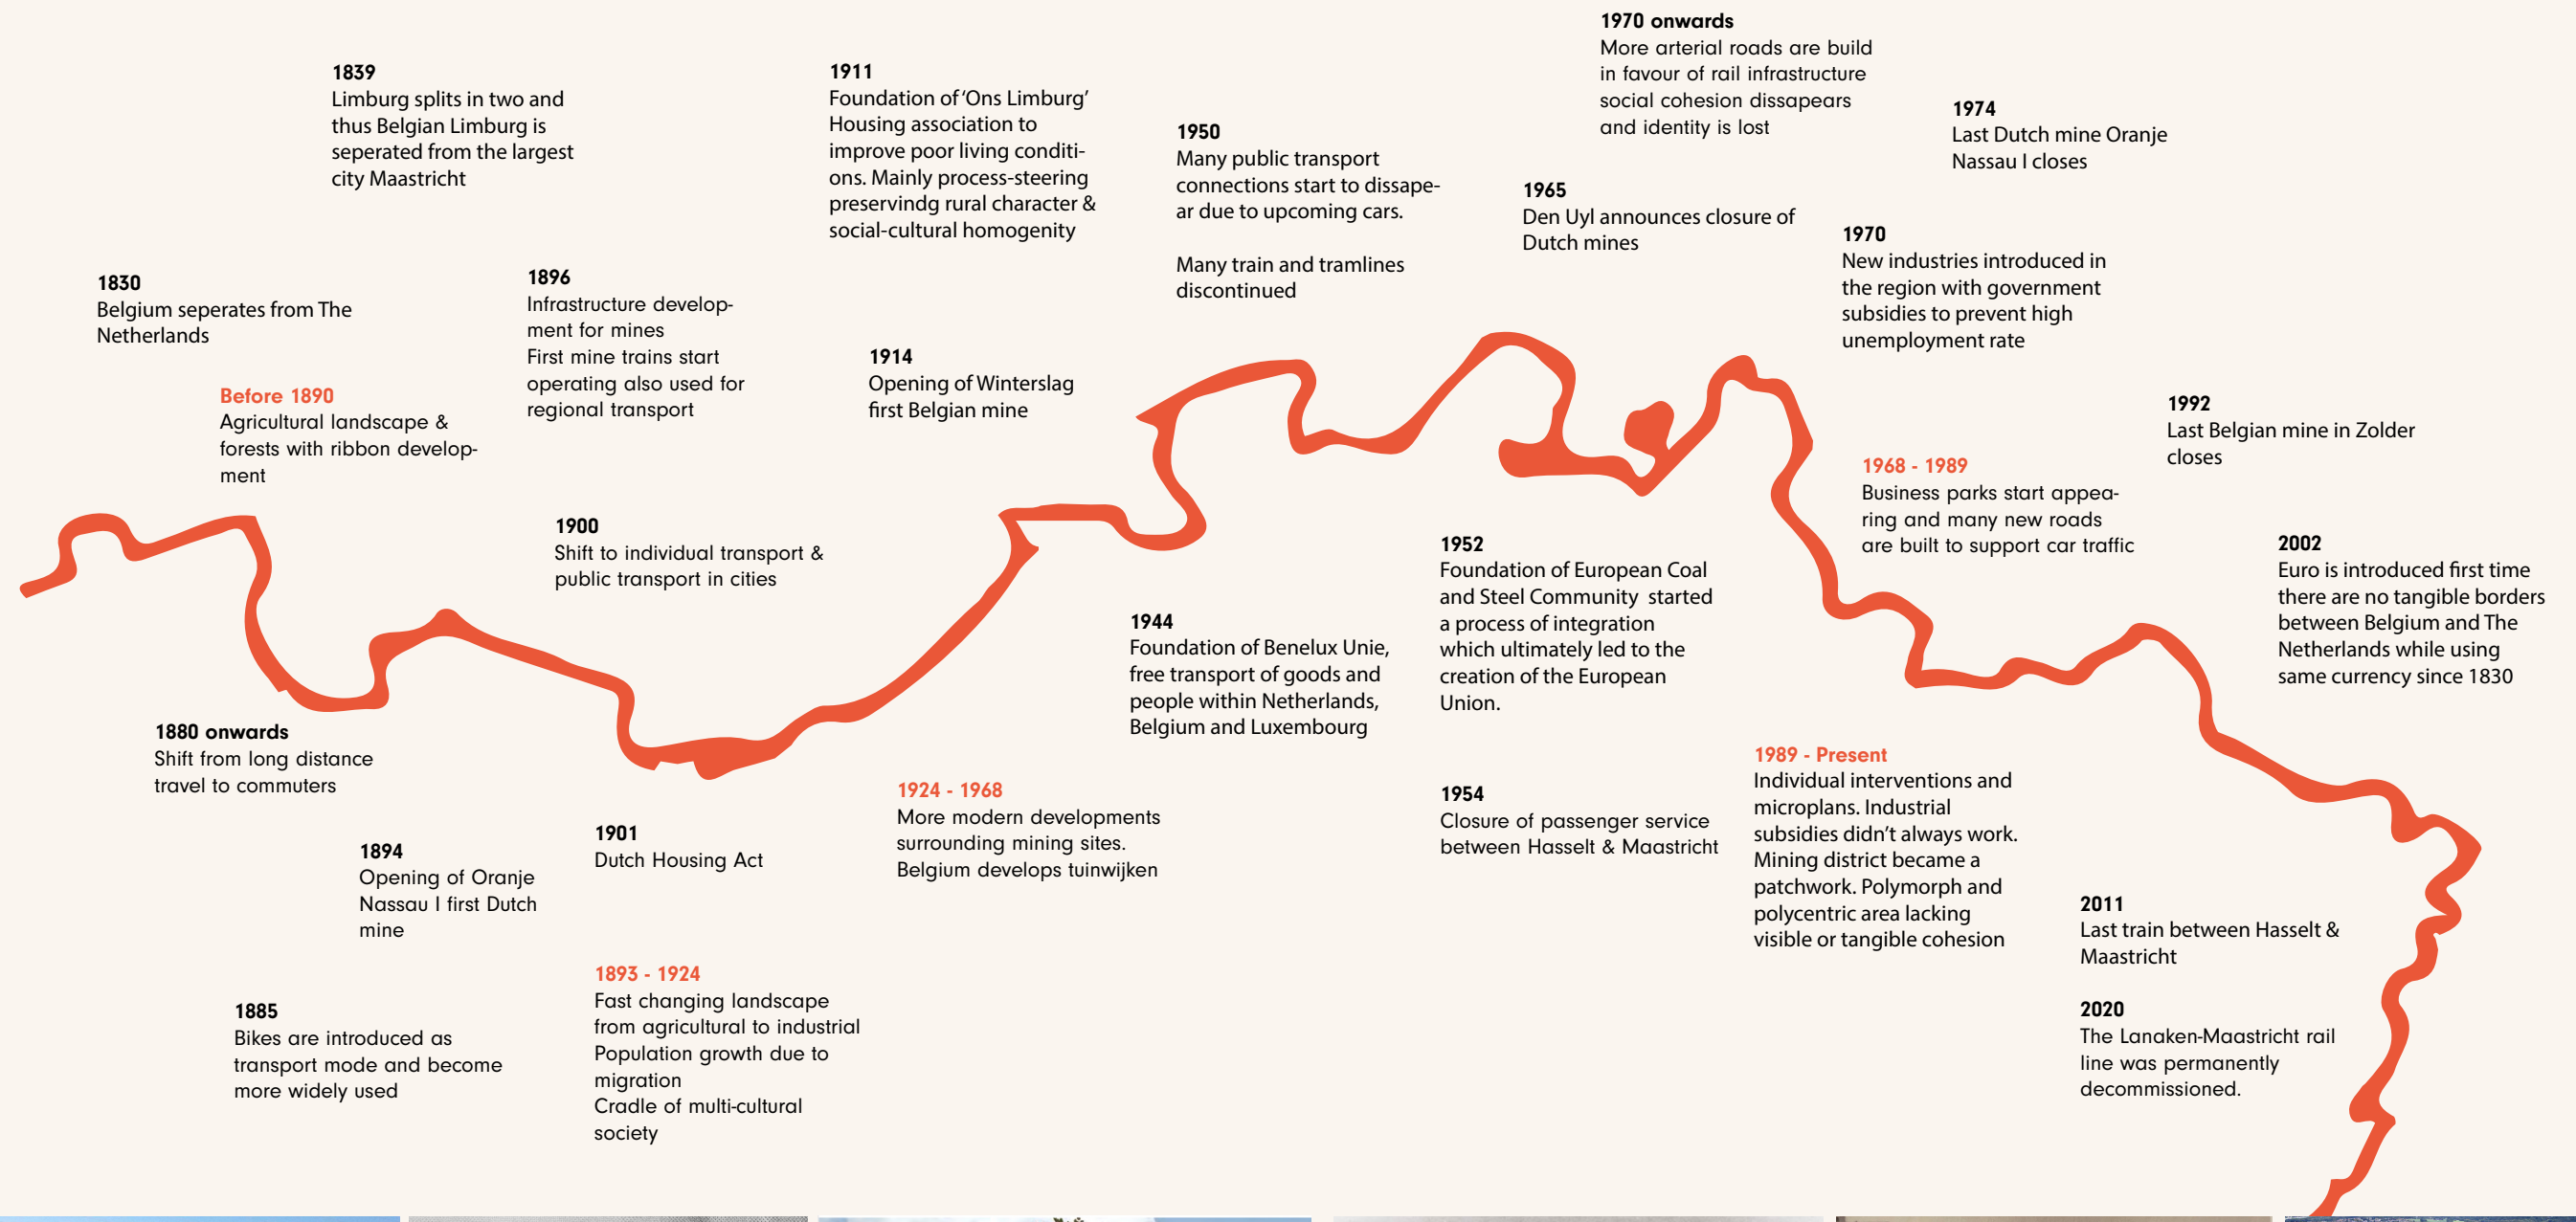 1830
Belgium seperates from The
Netherlands
1839
Limburg splits in two and
thus Belgian Limburg is
seperated from the largest
city Maastricht
Before 1890
Agricultural landscape &
forests with ribbon develop-
ment
1880 onwards
Shift from long distance
travel to commuters
1885
Bikes are introduced as
transport mode and become
more widely used
1894
Opening of Oranje
Nassau I first Dutch
mine
1896
Infrastructure develop-
ment for mines
First mine trains start
operating also used for
regional transport
1900
Shift to individual transport &
public transport in cities
1901
Dutch Housing Act
1893 - 1924
Fast changing landscape
from agricultural to industrial
Population growth due to
migration
Cradle of multi-cultural
society
1911
Foundation of ‘Ons Limburg’
Housing association to
improve poor living conditi-
ons. Mainly process-steering
preservindg rural character &
social-cultural homogenity
1914
Opening of Winterslag
first Belgian mine
1924 - 1968
More modern developments
surrounding mining sites.
Belgium develops tuinwijken
1944
Foundation of Benelux Unie,
free transport of goods and
people within Netherlands,
Belgium and Luxembourg
1950
Many public transport
connections start to dissape-
ar due to upcoming cars.
Many train and tramlines
discontinued
1952
Foundation of European Coal
and Steel Community started
a process of integration
which ultimately led to the
creation of the European
Union.
1954
Closure of passenger service
between Hasselt & Maastricht
1965
Den Uyl announces closure of
Dutch mines
1970 onwards
More arterial roads are build
in favour of rail infrastructure
social cohesion dissapears
and identity is lost
1974
Last Dutch mine Oranje
Nassau I closes
1970
New industries introduced in
the region with government
subsidies to prevent high
unemployment rate
1968 - 1989
Business parks start appea-
ring and many new roads
are built to support car traffic
1989 - Present
Individual interventions and
microplans. Industrial
subsidies didn’t always work.
Mining district became a
patchwork. Polymorph and
polycentric area lacking
visible or tangible cohesion
1992
Last Belgian mine in Zolder
closes
2002
Euro is introduced first time
there are no tangible borders
between Belgium and The
Netherlands while using
same currency since 1830
2011
Last train between Hasselt &
Maastricht
2020
The Lanaken-Maastricht rail
line was permanently
decommissioned.